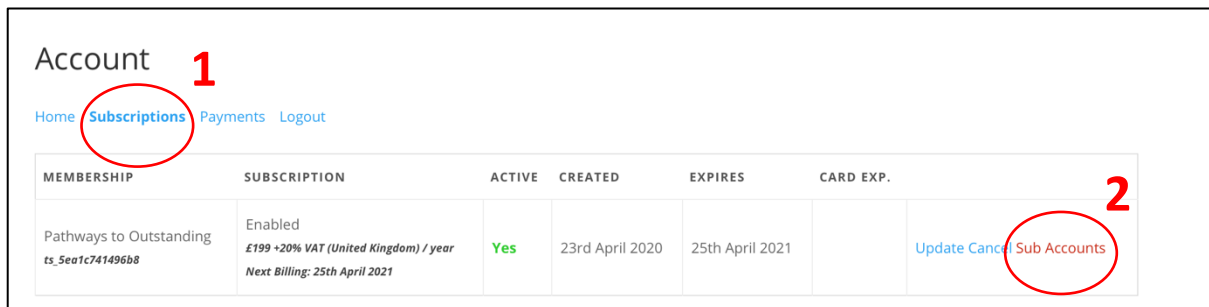 Account
1
Home Subscriptions Payments Logout
MEMBERSHIP SUBSCRIPTION ACTIVE CREATED EXPIRES CARD EXP.
2
Pathways to Outstanding
ts_5ea1c741496b8
Enabled
£199 +20% VAT (United Kingdom) / year
Next Billing: 25th April 2021
Yes
23rd April 2020
25th April 2021
Update Cancel Sub Accounts